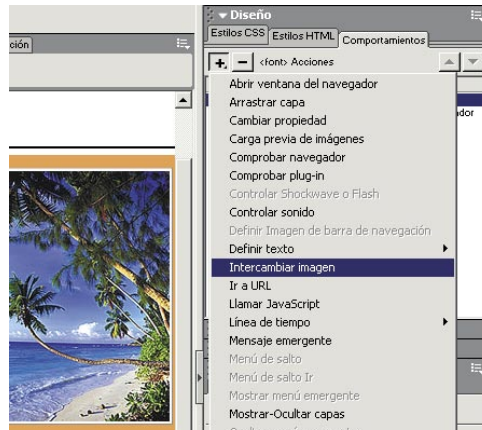 Diseño
ción
Estilos CSS Estilos HTML Comportamientos
<font> Acciones
Abrir ventana del navegador
Arrastrar capa
dor
Cambiar propiedad
Carga previa de imágenes
Comprobar navegador
Comprobar plug-in
Controlar Shockwave o Flash
Controlar sonido
Definir Imagen de barra de navegación
Definir texto
Intercambiar imagen
Ir a URL
Llamar JavaScript
Línea de tiempo
Mensaje emergente
Menú de salto
Menú de salto Ir
Mostrar menú emergente
Mostrar-Ocultar capas